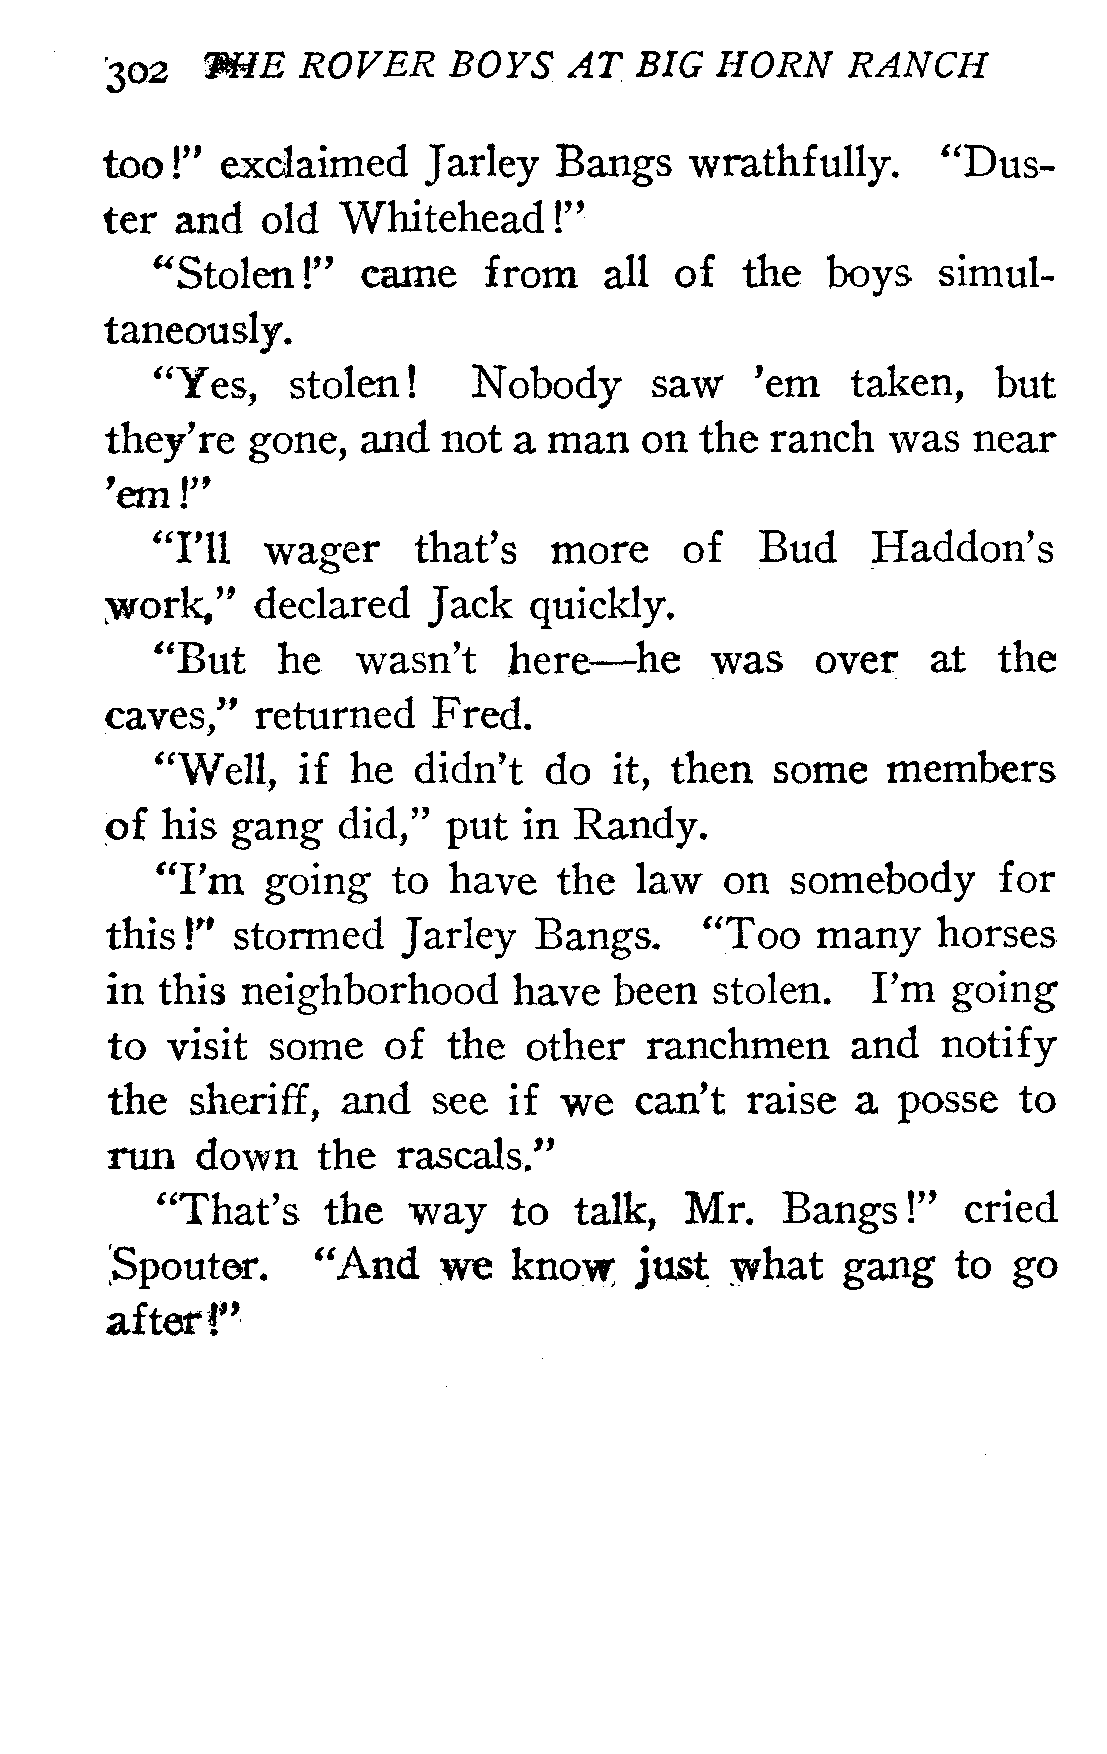 302 THE ROVER BOYS AT BIG HORN RANCH
too!" exclaimed Jarley Bangs wrathfully. "Dus-
ter and old Whitehead!"
"Stolen!" came from all of the boys simul-
taneously.
"Yes, stolen! Nobody saw 'em taken, but
they're gone, and not a man on the ranch was near
'em!"
"I'll wager that's more of Bud Haddon's
work," declared Jack quickly.
"But he wasn't here—he was over at the
caves," returned Fred.
"Well, if he didn't do it, then some members
of his gang did," put in Randy.
"I'm going to have the law on somebody for
this!" stormed Jarley Bangs. "Too many horses
in this neighborhood have been stolen. I'm going
to visit some of the other ranchmen and notify
the sheriff, and see if we can't raise a posse to
run down the rascals."
"That's the way to talk, Mr. Bangs!" cried
Spouter. "And we know just what gang to go
after!"